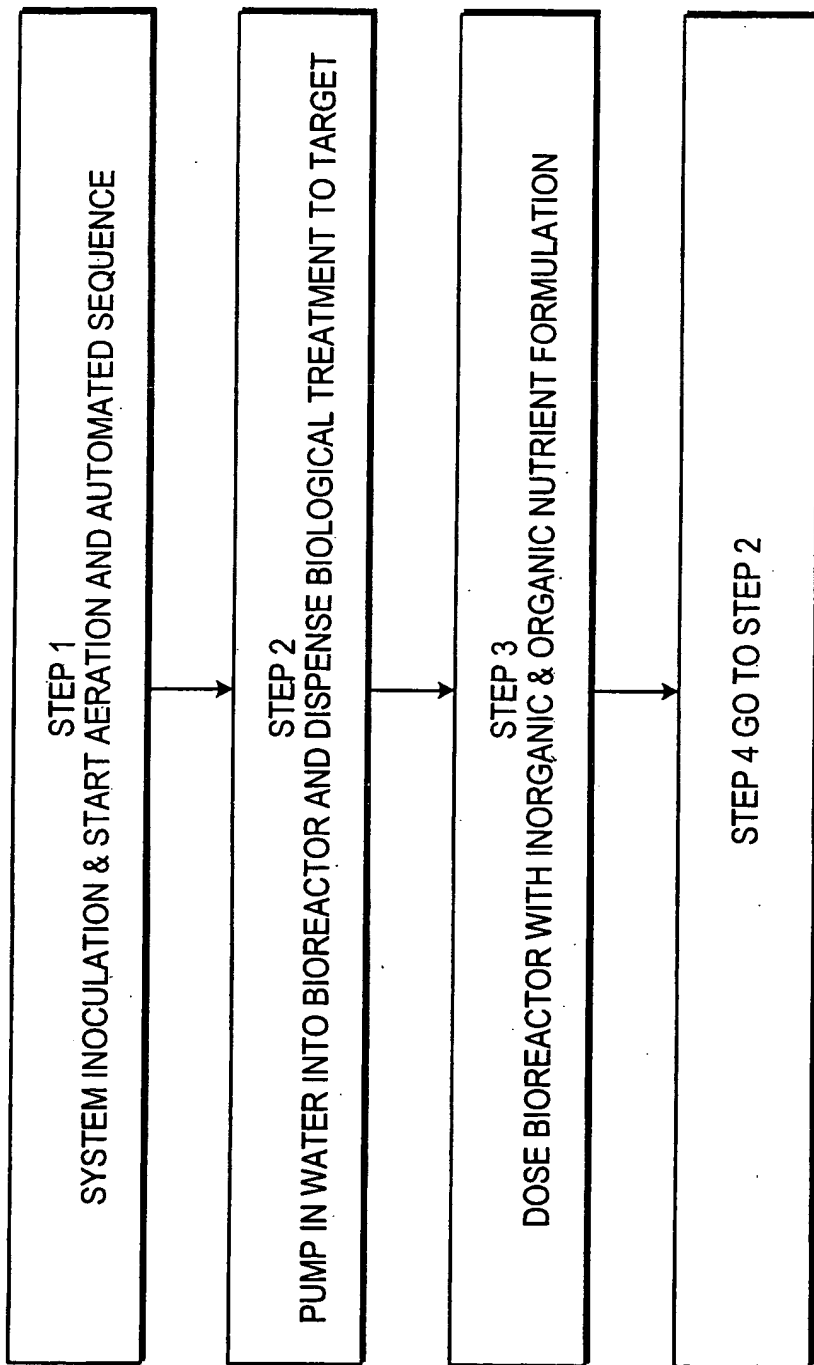 STEP 1
SYSTEM INOCULATION & START AERATION AND AUTOMATED SEQUENCE
STEP 2
PUMP IN WATER INTO BIOREACTOR AND DISPENSE BIOLOGICAL TREATMENT TO TARGET
STEP 3
DOSE BIOREACTOR WITH INORGANIC & ORGANIC NUTRIENT FORMULATION
STEP 4 GO TO STEP 2